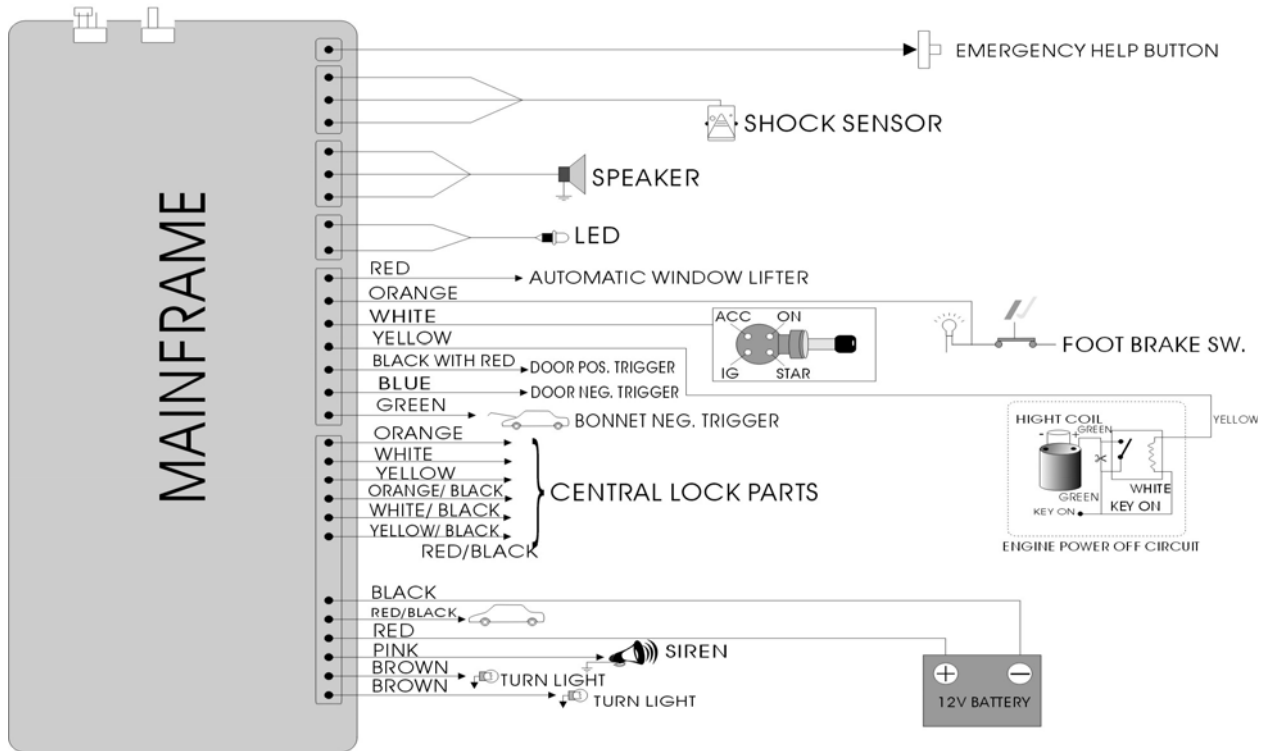 MAINFRAME
EMERGENCY HELP BUTTON
SHOCK SENSOR
SPEAKER
LED
RED
AUTOMATIC WINDOW LIFTER
ORANGE
WHITE
ACC ON
IG STAR
YELLOW
FOOT BRAKE SW.
BLACK WITH RED
DOOR POS. TRIGGER
BLUE
DOOR NEG. TRIGGER
GREEN
BONNET NEG. TRIGGER
YELLOW
HIGHT COIL
- +
GREEN
GREEN
WHITE
KEY ON
KEY ON
ENGINE POWER OFF CIRCUIT
ORANGE
WHITE
YELLOW
ORANGE/ BLACK
WHITE/ BLACK
YELLOW/ BLACK
RED/BLACK
CENTRAL LOCK PARTS
BLACK
RED/BLACK
RED
PINK
SIREN
BROWN
TURN LIGHT
BROWN
TURN LIGHT
+ −
12V BATTERY